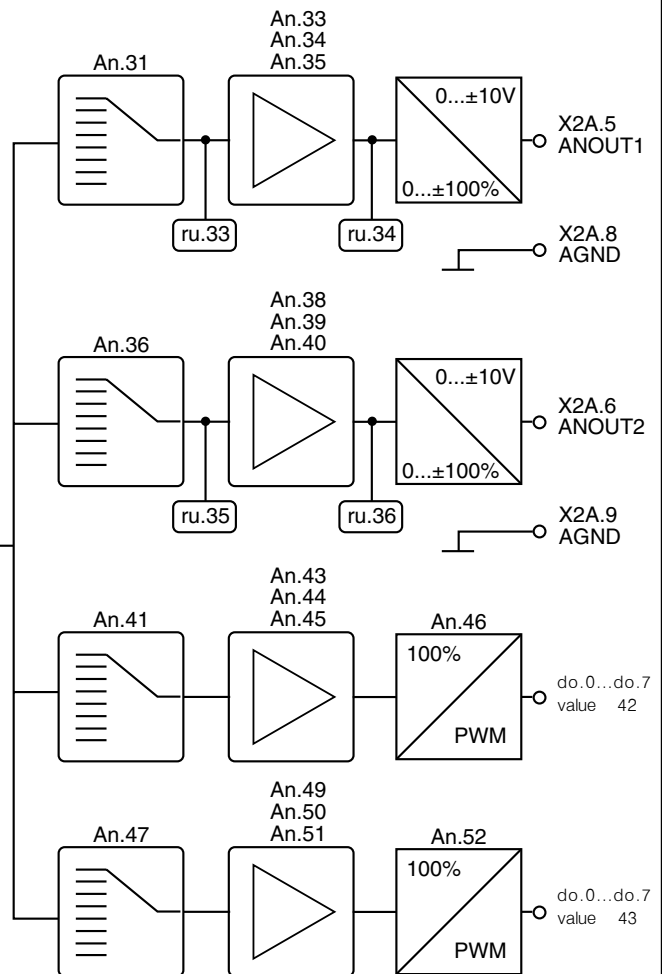 An.33
An.34
An.31 An.35
0...±10V
0...±100%
X2A.5
ANOUT1
ru.33 ru.34
X2A.8
AGND
An.38
An.39
An.36 An.40
0...±10V
0...±100%
X2A.6
ANOUT2
ru.35 ru.36
X2A.9
AGND
An.43
An.44
An.41 An.45 An.46
100%
PWM
do.0...do.7
value 42
An.49
An.50
An.47 An.51 An.52
100%
PWM
do.0...do.7
value 43